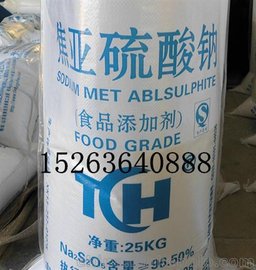 焦亚硫酸钠
SODIUM MET ABLSULPHITE
(食品添加剂)
FOOD GRADE
15263640888
TCH
净重:25KG
Na₂S₂O₅含量≥96.50%